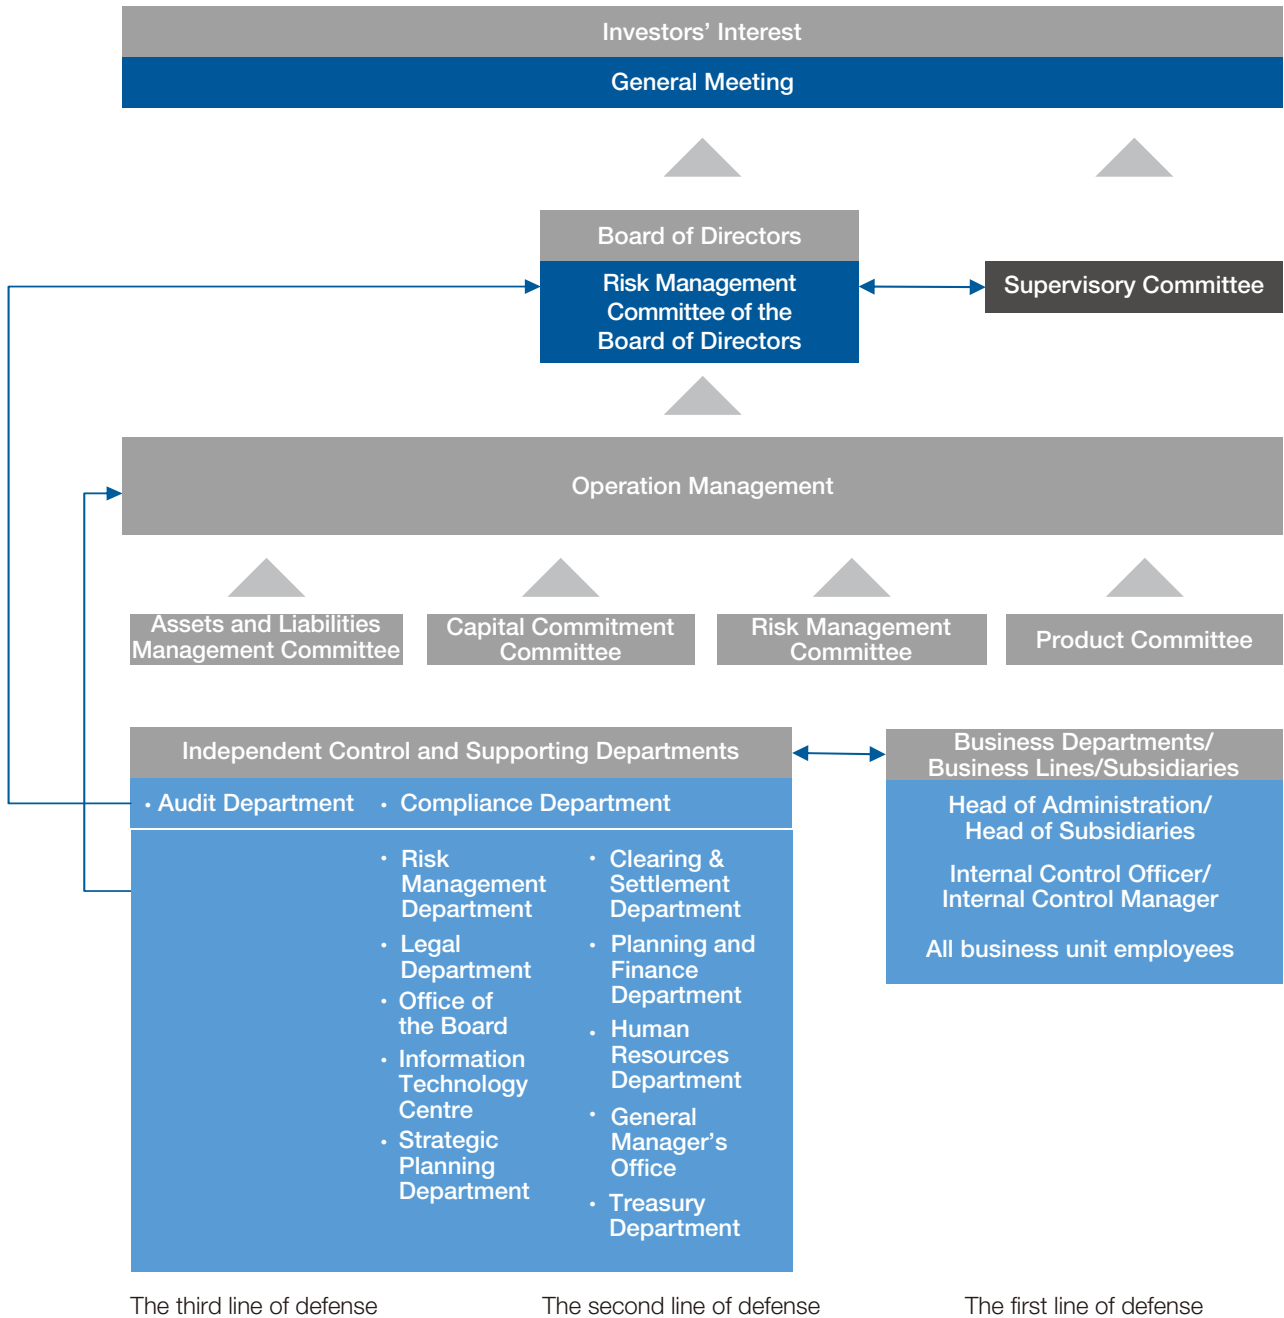 Investors’ Interest
General Meeting
Board of Directors
Risk Management
Committee of the
Board of Directors
Supervisory Committee
Operation Management
Assets and Liabilities
Management Committee
Capital Commitment
Committee
Risk Management
Committee
Product Committee
Independent Control and Supporting Departments
· Audit Department
· Compliance Department
· Risk
Management
Department
· Legal
Department
· Office of
the Board
· Information
Technology
Centre
· Strategic
Planning
Department
· Clearing &
Settlement
Department
· Planning and
Finance
Department
· Human
Resources
Department
· General
Manager’s
Office
· Treasury
Department
Business Departments/
Business Lines/Subsidiaries
Head of Administration/
Head of Subsidiaries
Internal Control Officer/
Internal Control Manager
All business unit employees
The third line of defense
The second line of defense
The first line of defense